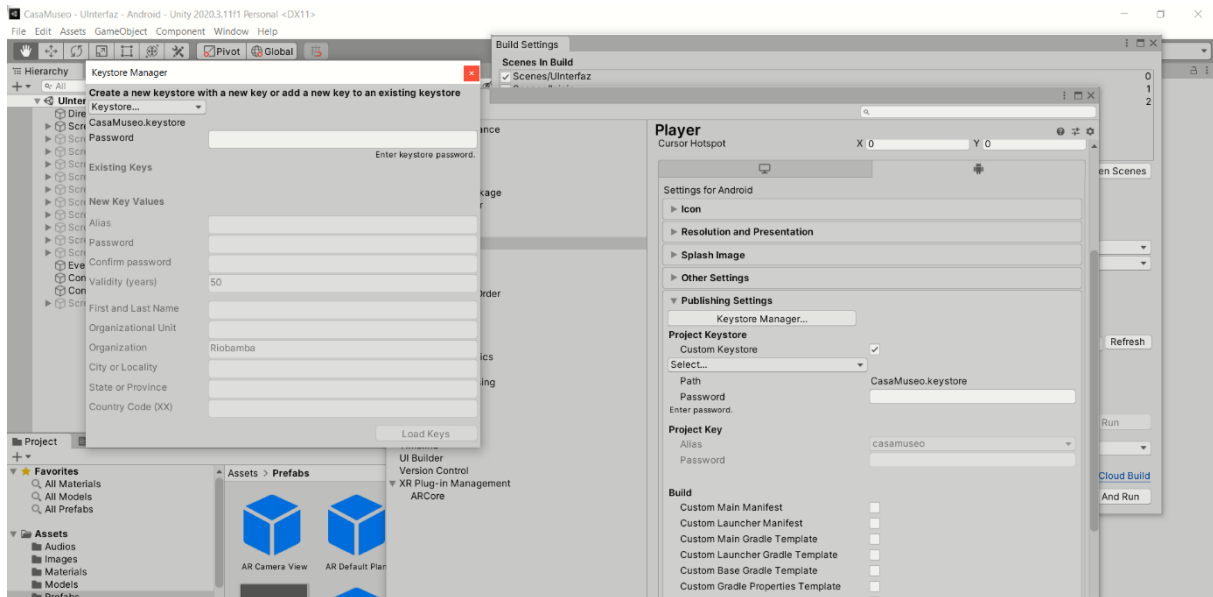 CasaMuseo - UInterfaz - Android - Unity 2020.3.11f1 Personal <DX11>
File Edit Assets GameObject Component Window Help
Pivot Global
Hierarchy
All
Keystore Manager
Create a new keystore with a new key or add a new key to an existing keystore
Keystore...
CasaMuseo.keystore
Password
Enter keystore password.
Existing Keys
New Key Values
Alias
Password
Confirm password
Validity (years) 50
First and Last Name
Organizational Unit
Organization Riobamba
City or Locality
State or Province
Country Code (XX)
Load Keys
Build Settings
Scenes In Build
Scenes/UInterfaz 0
1
2
Player
Cursor Hotspot X 0 Y 0
Settings for Android
Icon
Resolution and Presentation
Splash Image
Other Settings
Publishing Settings
Keystore Manager...
Project Keystore
Custom Keystore
Select...
Path CasaMuseo.keystore
Password
Enter password.
Project Key
Alias casamuseo
Password
Build
Custom Main Manifest
Custom Launcher Manifest
Custom Main Gradle Template
Custom Launcher Gradle Template
Custom Base Gradle Template
Custom Gradle Properties Template
en Scenes
Refresh
Run
Cloud Build
And Run
UI Builder
Version Control
XR Plug-in Management
ARCore
Project
Favorites
All Materials
All Models
All Prefabs
Assets
Audios
Images
Materials
Models
Prefabs
Assets > Prefabs
AR Camera View
AR Default Plan